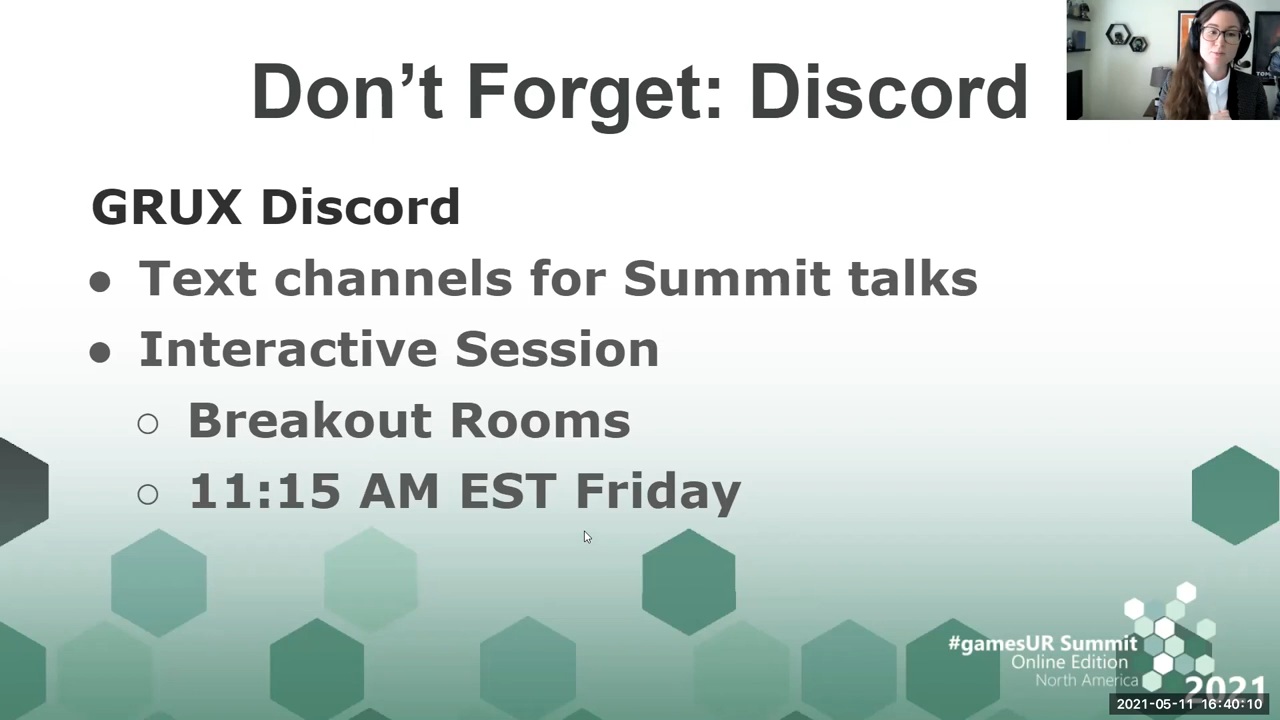 Don’t Forget: Discord
GRUX Discord
● Text channels for Summit talks
● Interactive Session
○ Breakout Rooms
○ 11:15 AM EST Friday
#gamesUR Summit
Online Edition
North America
2021
2021-05-11 16:40:10